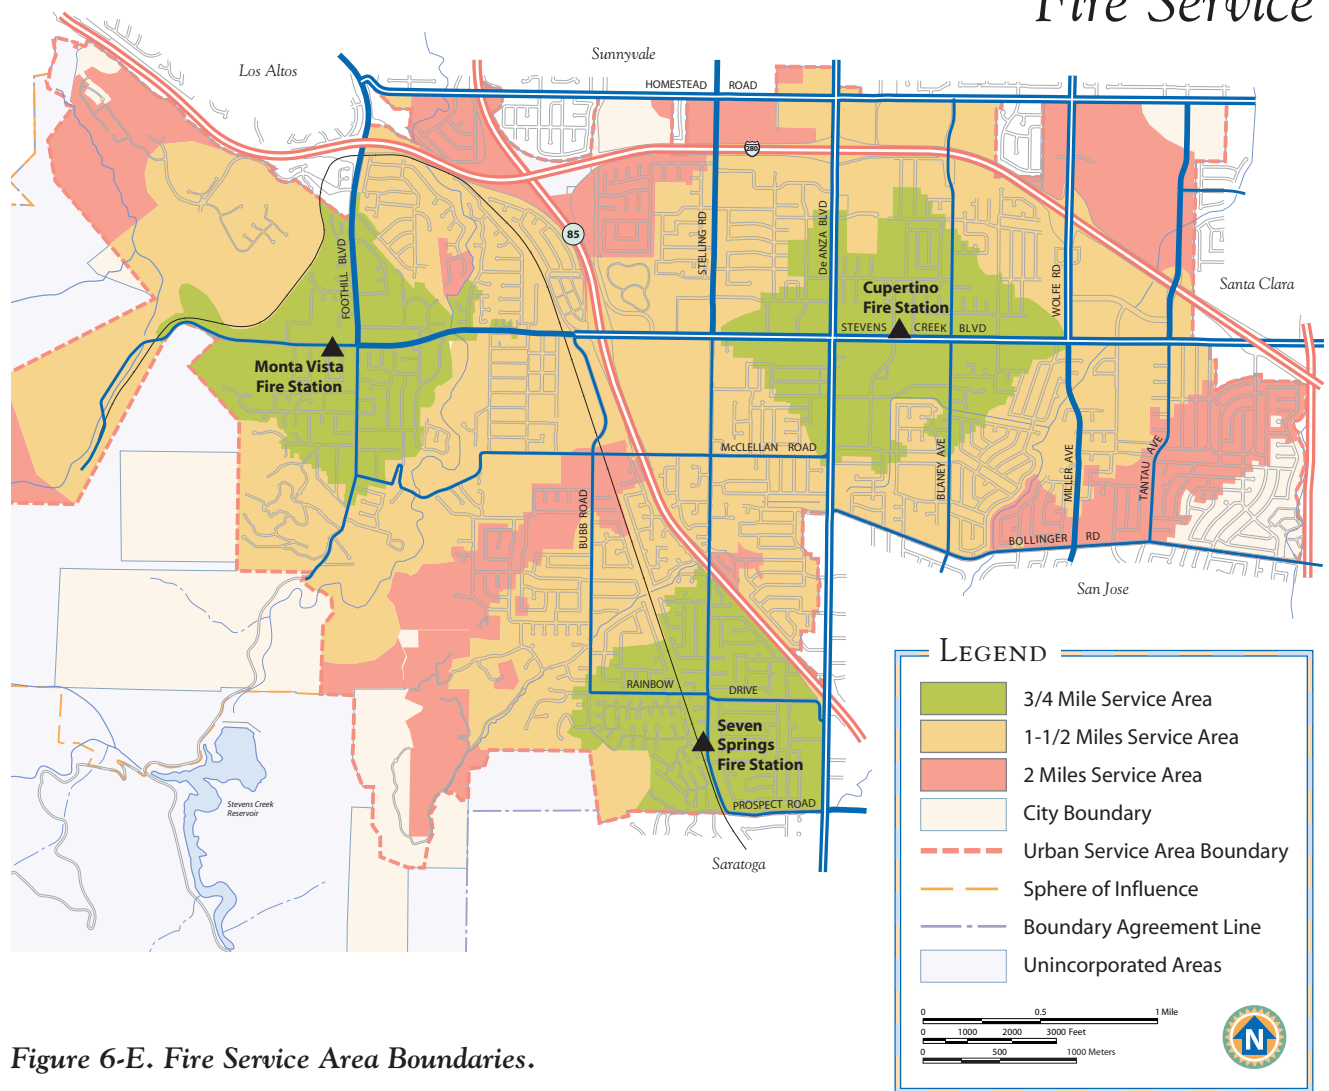 Fire Service
Los Altos
Sunnyvale
HOMESTEAD ROAD
280
85
FOOTHILL BLVD
STELLING RD
De ANZA BLVD
WOLFE RD
Santa Clara
Cupertino
Fire Station
STEVENS CREEK BLVD
Monta Vista
Fire Station
McCLELLAN ROAD
BLANEY AVE
MILLER AVE
TANTAU AVE
BUBB ROAD
BOLLINGER RD
San Jose
RAINBOW DRIVE
Seven
Springs
Fire Station
PROSPECT ROAD
Stevens Creek
Reservoir
Saratoga
LEGEND
3/4 Mile Service Area
1-1/2 Miles Service Area
2 Miles Service Area
City Boundary
Urban Service Area Boundary
Sphere of Influence
Boundary Agreement Line
Unincorporated Areas
0 0.5 1 Mile
0 1000 2000 3000 Feet
0 500 1000 Meters
N
Figure 6-E. Fire Service Area Boundaries.